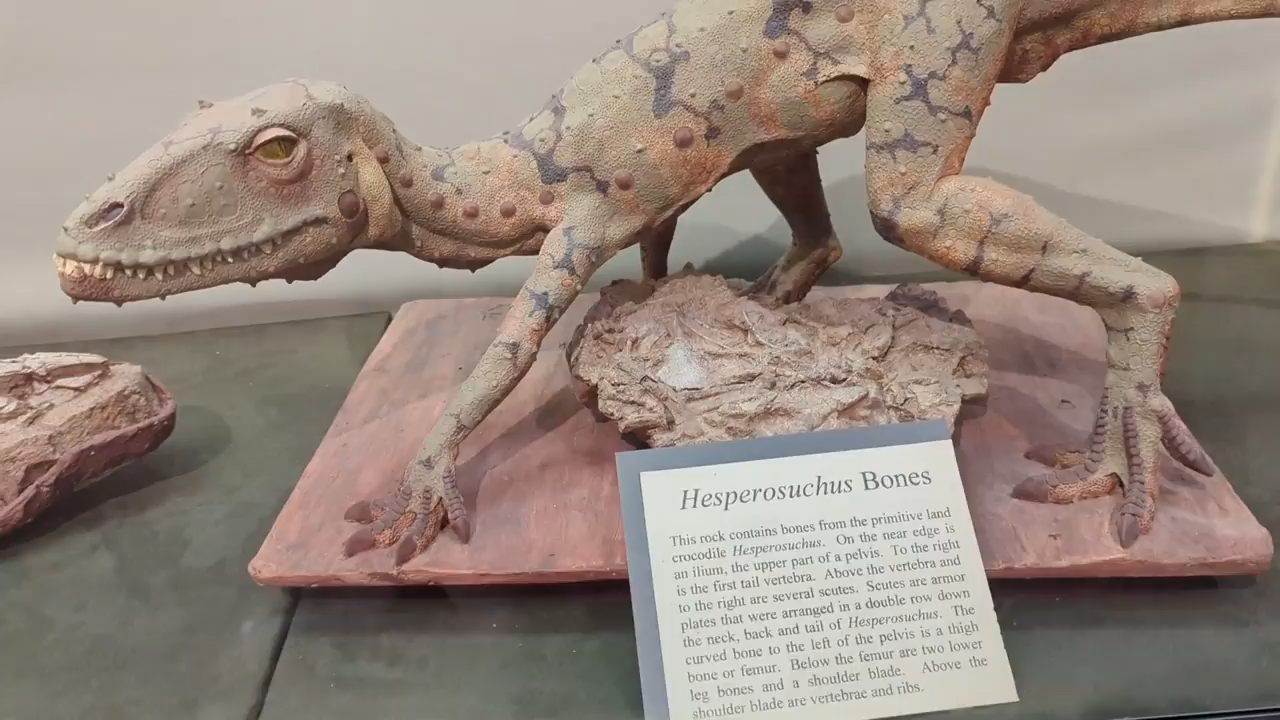 Hesperosuchus Bones
This rock contains bones from the primitive land
crocodile Hesperosuchus. On the near edge is
an ilium, the upper part of a pelvis. To the right
is the first tail vertebra. Above the vertebra and
to the right are several scutes. Scutes are armor
plates that were arranged in a double row down
the neck, back and tail of Hesperosuchus. The
curved bone to the left of the pelvis is a thigh
bone or femur. Below the femur are two lower
leg bones and a shoulder blade. Above the
shoulder blade are vertebrae and ribs.